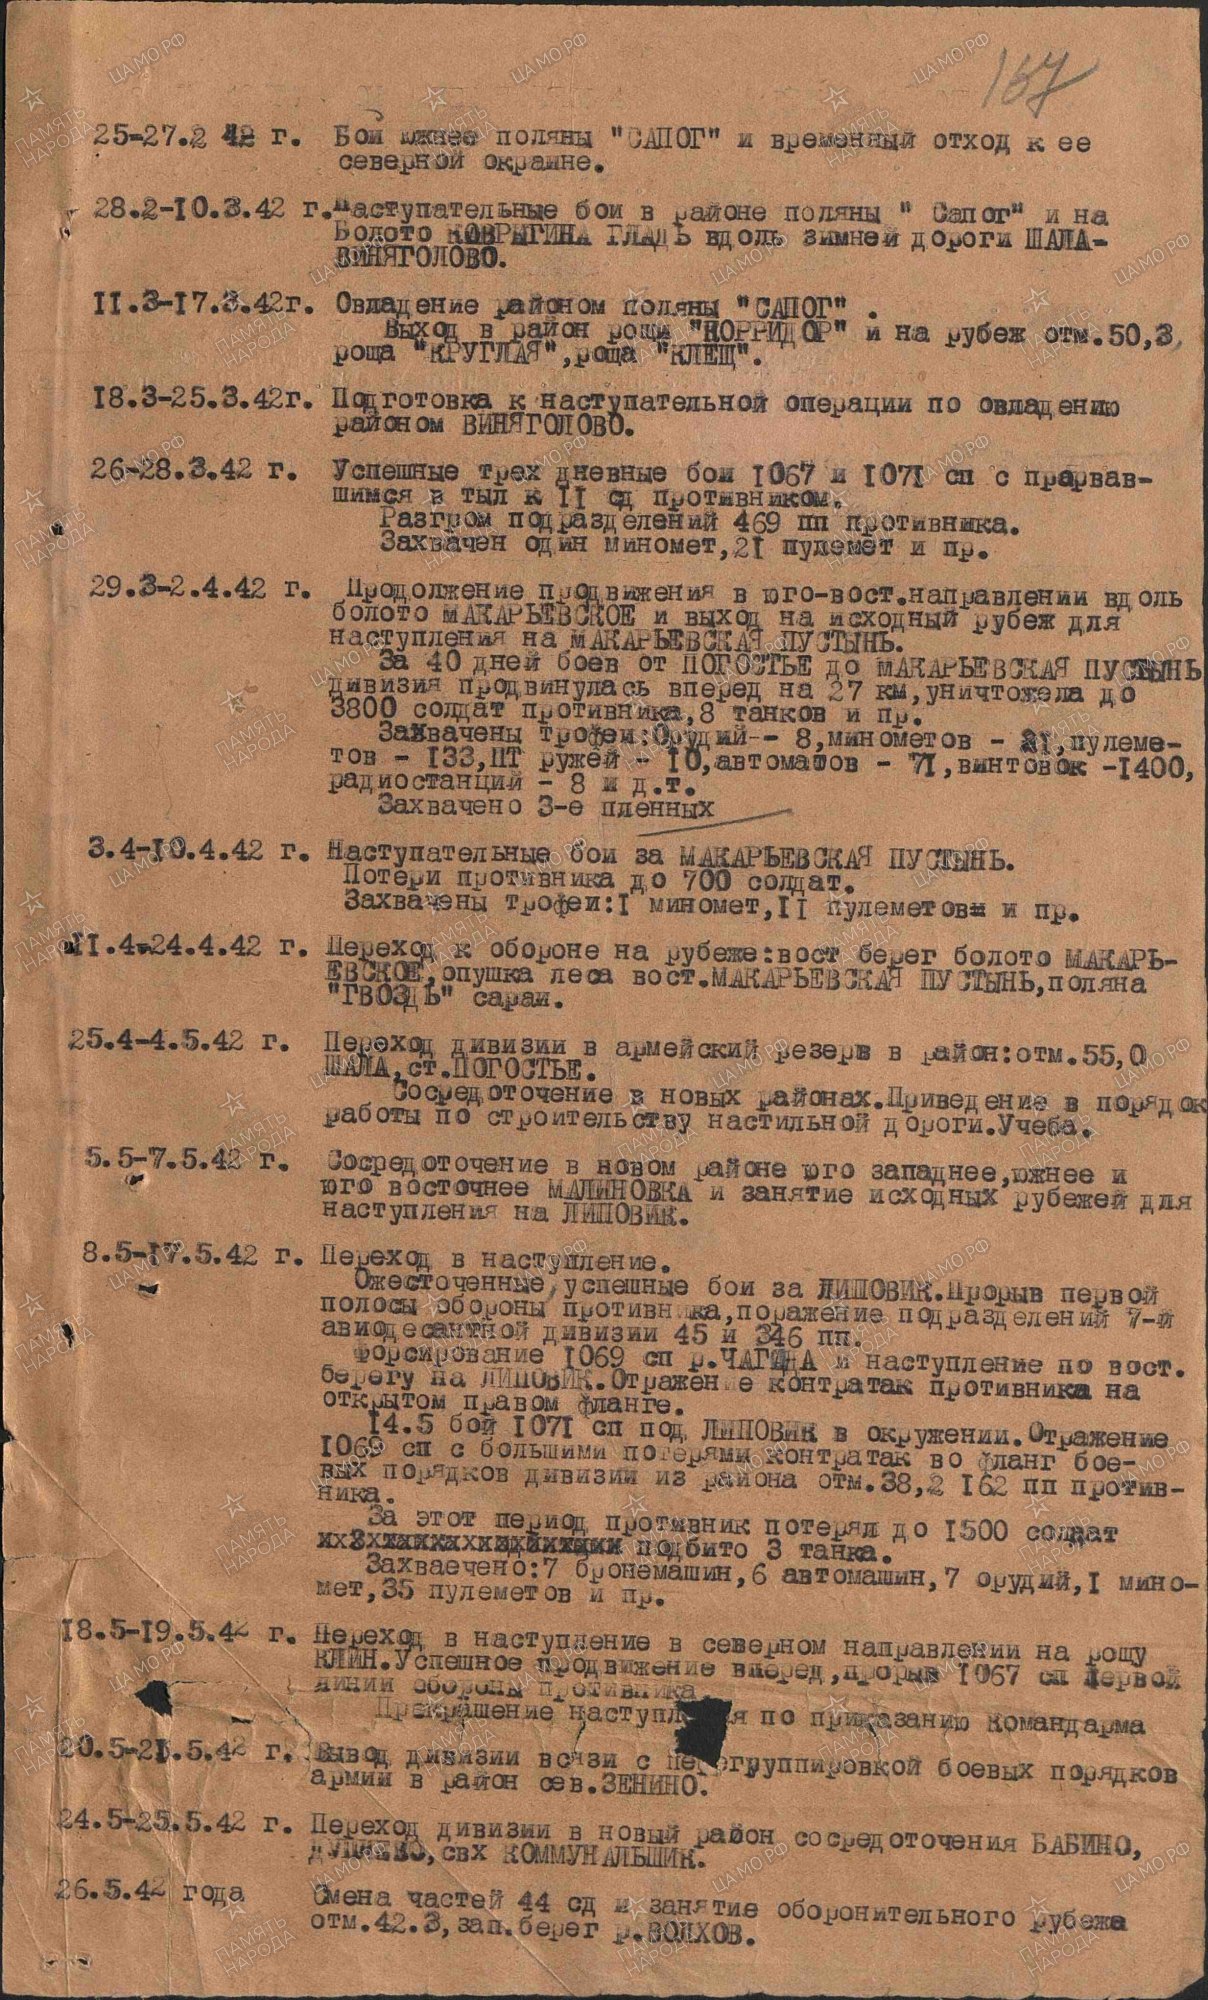 167
25-27.2 42 г. Бои южнее поляны "САПОГ" и временный отход к ее
северной окраине.
28.2-10.3.42 г. Наступательные бои в районе поляны " Сапог" и на
Болото КОВРЫГИНА ГЛАДЬ вдоль зимней дороги ШАЛА-
ВИНЯГОЛОВО.
11.3-17.3.42г. Овладение районом поляны "САПОГ" .
Выход в район рощи "КОРРИДОР" и на рубеж отм.50,3
роща "КРУГЛАЯ",роща "КЛЕЩ".
18.3-25.3.42г. Подготовка к наступательной операции по овладению
районом ВИНЯГОЛОВО.
26-28.3.42 г. Успешные трех дневные бои 1067 и 1071 сп с прорвав-
шимся в тыл к 11 сд противником.
Разгром подразделений 469 пп противника.
Захвачен один миномет,21 пулемет и пр.
29.3-2.4.42 г. Продолжение продвижения в юго-вост.направлении вдоль
болото МАКАРЬЕВСКОЕ и выход на исходный рубеж для
наступления на МАКАРЬЕВСКАЯ ПУСТЫНЬ.
За 40 дней боев от ПОГОСТЬЕ до МАКАРЬЕВСКАЯ ПУСТЫНЬ
дивизия продвинулась вперед на 27 км,уничтожела до
3800 солдат противника,8 танков и пр.
Захвачены трофеи:Орудий-- 8,минометов - 21,пулеме-
тов - 133,ПТ ружей - 10,автоматов - 71,винтовок -1400,
радиостанций - 8 и д.т.
Захвачено 3-е пленных
3.4-10.4.42 г. Наступательные бои за МАКАРЬЕВСКАЯ ПУСТЫНЬ.
Потери противника до 700 солдат.
Захвачены трофеи:1 миномет,11 пулеметов и пр.
11.4-24.4.42 г. Переход к обороне на рубеже:вост берег болото МАКАРЬ-
ЕВСКОЕ,опушка леса вост.МАКАРЬЕВСКАЯ ПУСТЫНЬ,поляна
"ГВОЗДЬ" сараи.
25.4-4.5.42 г. Переход дивизии в армейский резерв в район:отм.55,0
ШАЛА,ст.ПОГОСТЬЕ.
Сосредоточение в новых районах.Приведение в порядок
работы по строительству настильной дороги.Учеба.
5.5-7.5.42 г. Сосредоточение в новом районе юго западнее,южнее и
юго восточнее МАЛИНОВКА и занятие исходных рубежей для
наступления на ЛИПОВИК.
8.5-17.5.42 г. Переход в наступление.
Ожесточенные,успешные бои за ЛИПОВИК.Прорыв первой
полосы обороны противника,поражение подразделений 7-й
авиодесантной дивизии 45 и 346 пп.
Форсирование 1069 сп р.ЧАГОДА и наступление по вост.
берегу на ЛИПОВИК.Отражение контратак противника на
открытом правом фланге.
14.5 бой 1071 сп под ЛИПОВИК в окружении.Отражение
1069 сп с большими потерями контратак во фланг бое-
вых порядков дивизии из района отм.38,2 162 пп против-
ника.
За этот период противник потерял до 1500 солдат
подбито 3 танка.
Захваечено:7 бронемашин,6 автомашин,7 орудий,1 мино-
мет,35 пулеметов и пр.
18.5-19.5.42 г. Переход в наступление в северном направлении на рощу
КЛИН.Успешное продвижение вперед,прорыв 1067 сп первой
линии обороны противника
Прекращение наступления по приказанию командарма
20.5-21.5.42 г. Вывод дивизии всязи с перегруппировкой боевых порядков
армии в район сев.ЗЕНИНО.
24.5-25.5.42 г. Переход дивизии в новый район сосредоточения БАБИНО,
свх КОММУНАЛЬЩИК.
26.5.42 года Смена частей 44 сд и занятие оборонительного рубежа
отм.42.3,зап.берег р.ВОЛХОВ.